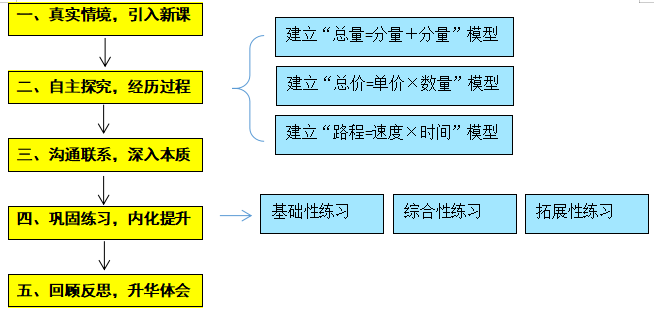 一、真实情境，引入新课
二、自主探究，经历过程
建立“总量=分量＋分量”模型
建立“总价=单价×数量”模型
建立“路程=速度×时间”模型
三、沟通联系，深入本质
四、巩固练习，内化提升
基础性练习
综合性练习
拓展性练习
五、回顾反思，升华体会